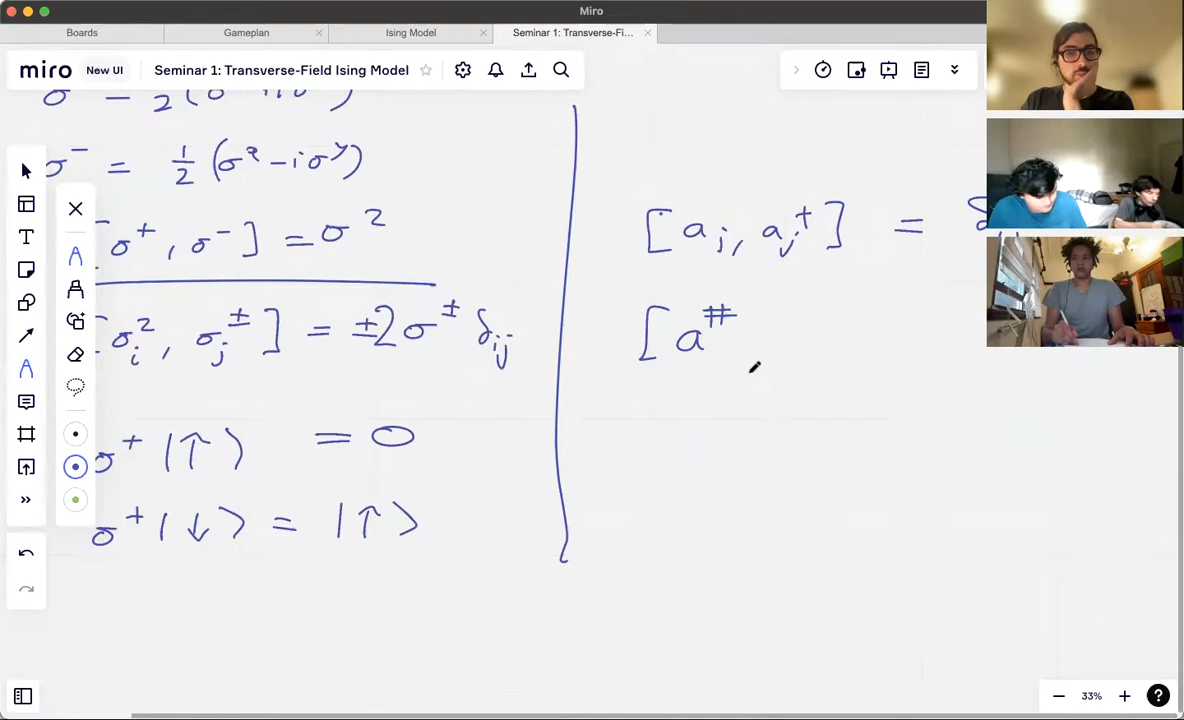 Miro
Boards
Gameplan
Ising Model
Seminar 1: Transverse-Fi...
miro
New UI
Seminar 1: Transverse-Field Ising Model
σ⁻ = 1/2 (σˣ - iσʸ)
[σ⁺, σ⁻] = σᶻ
[σᵢᶻ, σⱼ±] = ±2σ± δᵢⱼ
σ⁺ |↑⟩ = 0
σ⁺ |↓⟩ = |↑⟩
[aᵢ, aⱼ†] =
[a#
33%